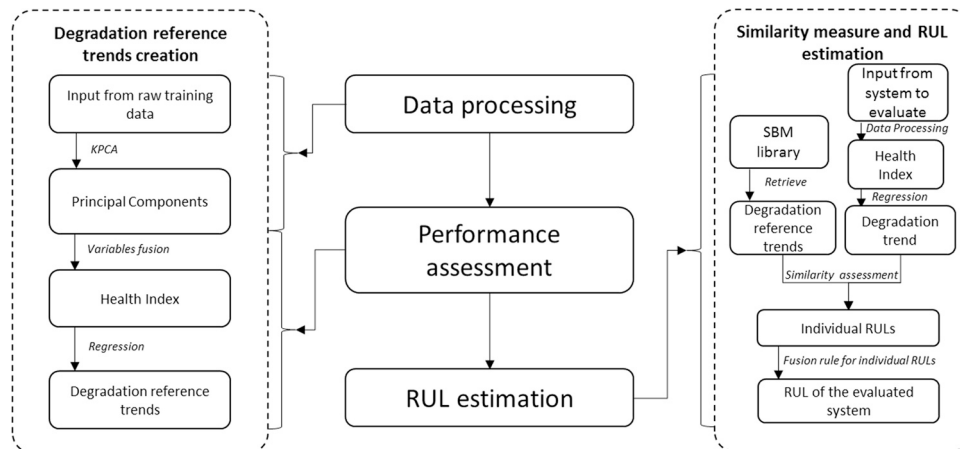 Degradation reference
trends creation
Input from raw training
data
KPCA
Principal Components
Variables fusion
Health Index
Regression
Degradation reference
trends
Data processing
Performance
assessment
RUL estimation
Similarity measure and RUL
estimation
Input from
system to
evaluate
Data Processing
SBM
library
Health
Index
Retrieve
Regression
Degradation
reference
trends
Degradation
trend
Similarity assessment
Individual RULs
Fusion rule for individual RULs
RUL of the evaluated
system